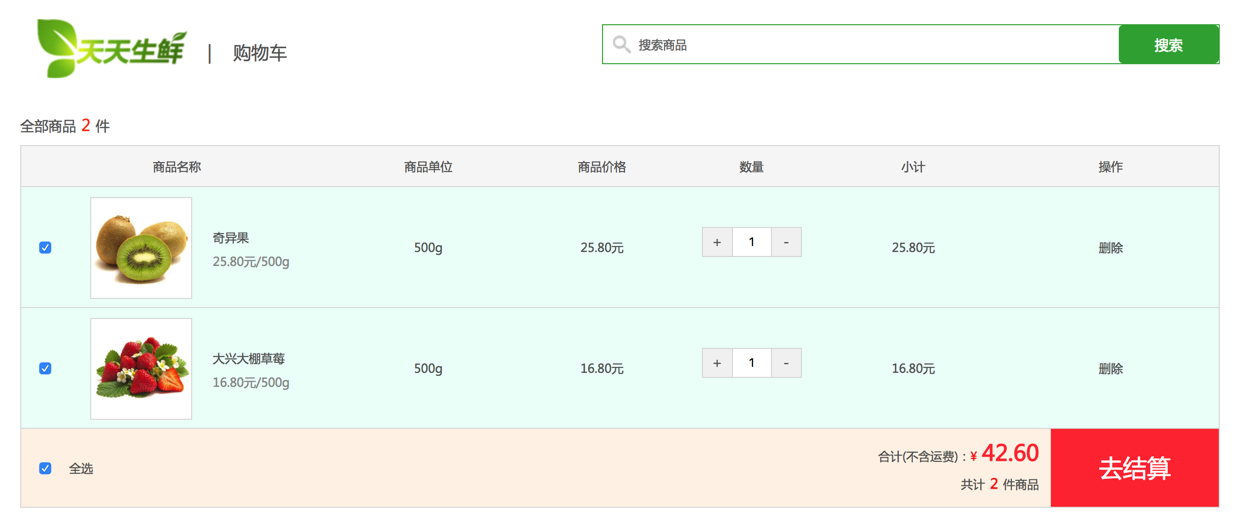 天天生鲜 | 购物车
搜索商品 搜索
全部商品 2 件
商品名称 商品单位 商品价格 数量 小计 操作
奇异果
25.80元/500g
500g 25.80元 + 1 - 25.80元 删除
大兴大棚草莓
16.80元/500g
500g 16.80元 + 1 - 16.80元 删除
全选
合计(不含运费)：¥ 42.60
共计 2 件商品
去结算